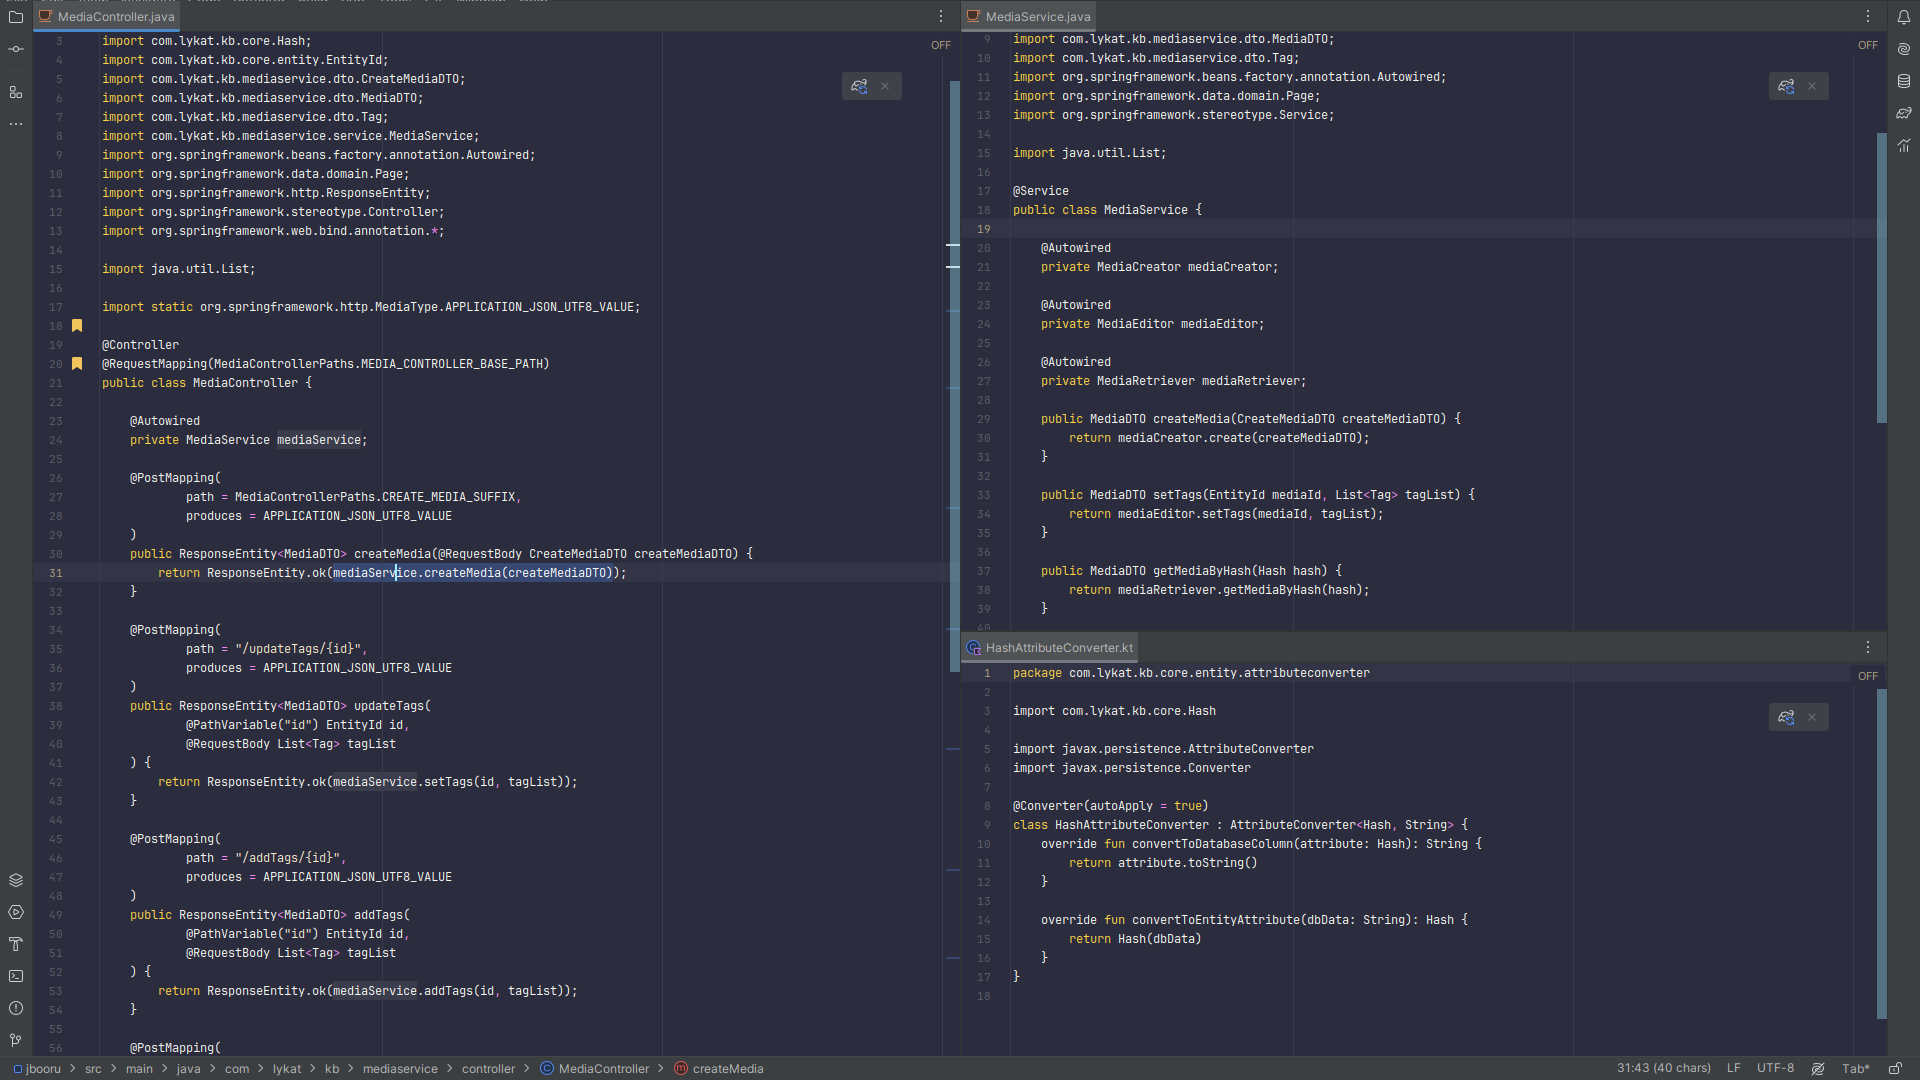 MediaController.java
OFF
3 import com.lykat.kb.core.Hash;
4 import com.lykat.kb.core.entity.EntityId;
5 import com.lykat.kb.mediaservice.dto.CreateMediaDTO;
6 import com.lykat.kb.mediaservice.dto.MediaDTO;
7 import com.lykat.kb.mediaservice.dto.Tag;
8 import com.lykat.kb.mediaservice.service.MediaService;
9 import org.springframework.beans.factory.annotation.Autowired;
10 import org.springframework.data.domain.Page;
11 import org.springframework.http.ResponseEntity;
12 import org.springframework.stereotype.Controller;
13 import org.springframework.web.bind.annotation.*;
14
15 import java.util.List;
16
17 import static org.springframework.http.MediaType.APPLICATION_JSON_UTF8_VALUE;
18
19 @Controller
20 @RequestMapping(MediaControllerPaths.MEDIA_CONTROLLER_BASE_PATH)
21 public class MediaController {
22
23 @Autowired
24 private MediaService mediaService;
25
26 @PostMapping(
27 path = MediaControllerPaths.CREATE_MEDIA_SUFFIX,
28 produces = APPLICATION_JSON_UTF8_VALUE
29 )
30 public ResponseEntity<MediaDTO> createMedia(@RequestBody CreateMediaDTO createMediaDTO) {
31 return ResponseEntity.ok(mediaService.createMedia(createMediaDTO));
32 }
33
34 @PostMapping(
35 path = "/updateTags/{id}",
36 produces = APPLICATION_JSON_UTF8_VALUE
37 )
38 public ResponseEntity<MediaDTO> updateTags(
39 @PathVariable("id") EntityId id,
40 @RequestBody List<Tag> tagList
41 ) {
42 return ResponseEntity.ok(mediaService.setTags(id, tagList));
43 }
44
45 @PostMapping(
46 path = "/addTags/{id}",
47 produces = APPLICATION_JSON_UTF8_VALUE
48 )
49 public ResponseEntity<MediaDTO> addTags(
50 @PathVariable("id") EntityId id,
51 @RequestBody List<Tag> tagList
52 ) {
53 return ResponseEntity.ok(mediaService.addTags(id, tagList));
54 }
55
56 @PostMapping(
MediaService.java
OFF
9 import com.lykat.kb.mediaservice.dto.MediaDTO;
10 import com.lykat.kb.mediaservice.dto.Tag;
11 import org.springframework.beans.factory.annotation.Autowired;
12 import org.springframework.data.domain.Page;
13 import org.springframework.stereotype.Service;
14
15 import java.util.List;
16
17 @Service
18 public class MediaService {
19
20 @Autowired
21 private MediaCreator mediaCreator;
22
23 @Autowired
24 private MediaEditor mediaEditor;
25
26 @Autowired
27 private MediaRetriever mediaRetriever;
28
29 public MediaDTO createMedia(CreateMediaDTO createMediaDTO) {
30 return mediaCreator.create(createMediaDTO);
31 }
32
33 public MediaDTO setTags(EntityId mediaId, List<Tag> tagList) {
34 return mediaEditor.setTags(mediaId, tagList);
35 }
36
37 public MediaDTO getMediaByHash(Hash hash) {
38 return mediaRetriever.getMediaByHash(hash);
39 }
40
HashAttributeConverter.kt
OFF
1 package com.lykat.kb.core.entity.attributeconverter
2
3 import com.lykat.kb.core.Hash
4
5 import javax.persistence.AttributeConverter
6 import javax.persistence.Converter
7
8 @Converter(autoApply = true)
9 class HashAttributeConverter : AttributeConverter<Hash, String> {
10 override fun convertToDatabaseColumn(attribute: Hash): String {
11 return attribute.toString()
12 }
13
14 override fun convertToEntityAttribute(dbData: String): Hash {
15 return Hash(dbData)
16 }
17 }
18
jbooru > src > main > java > com > lykat > kb > mediaservice > controller > MediaController > createMedia
31:43 (40 chars) LF UTF-8 Tab*